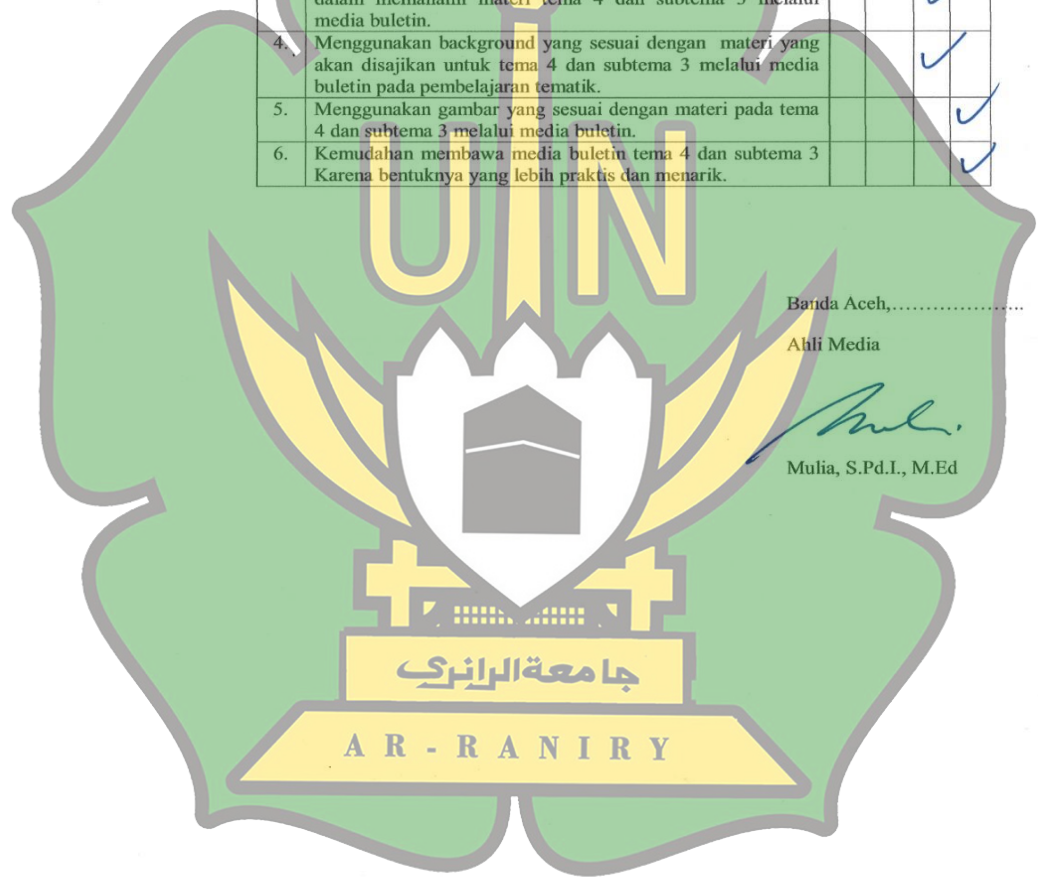 dalam memahami materi tema 4 dan subtema 3 melalui
media buletin.
4. Menggunakan background yang sesuai dengan materi yang
akan disajikan untuk tema 4 dan subtema 3 melalui media
buletin pada pembelajaran tematik.
5. Menggunakan gambar yang sesuai dengan materi pada tema
4 dan subtema 3 melalui media buletin.
6. Kemudahan membawa media buletin tema 4 dan subtema 3
Karena bentuknya yang lebih praktis dan menarik.
UIN
Banda Aceh,....................
Ahli Media
Mulia, S.Pd.I., M.Ed
جامعة الرانري
AR-RANIRY